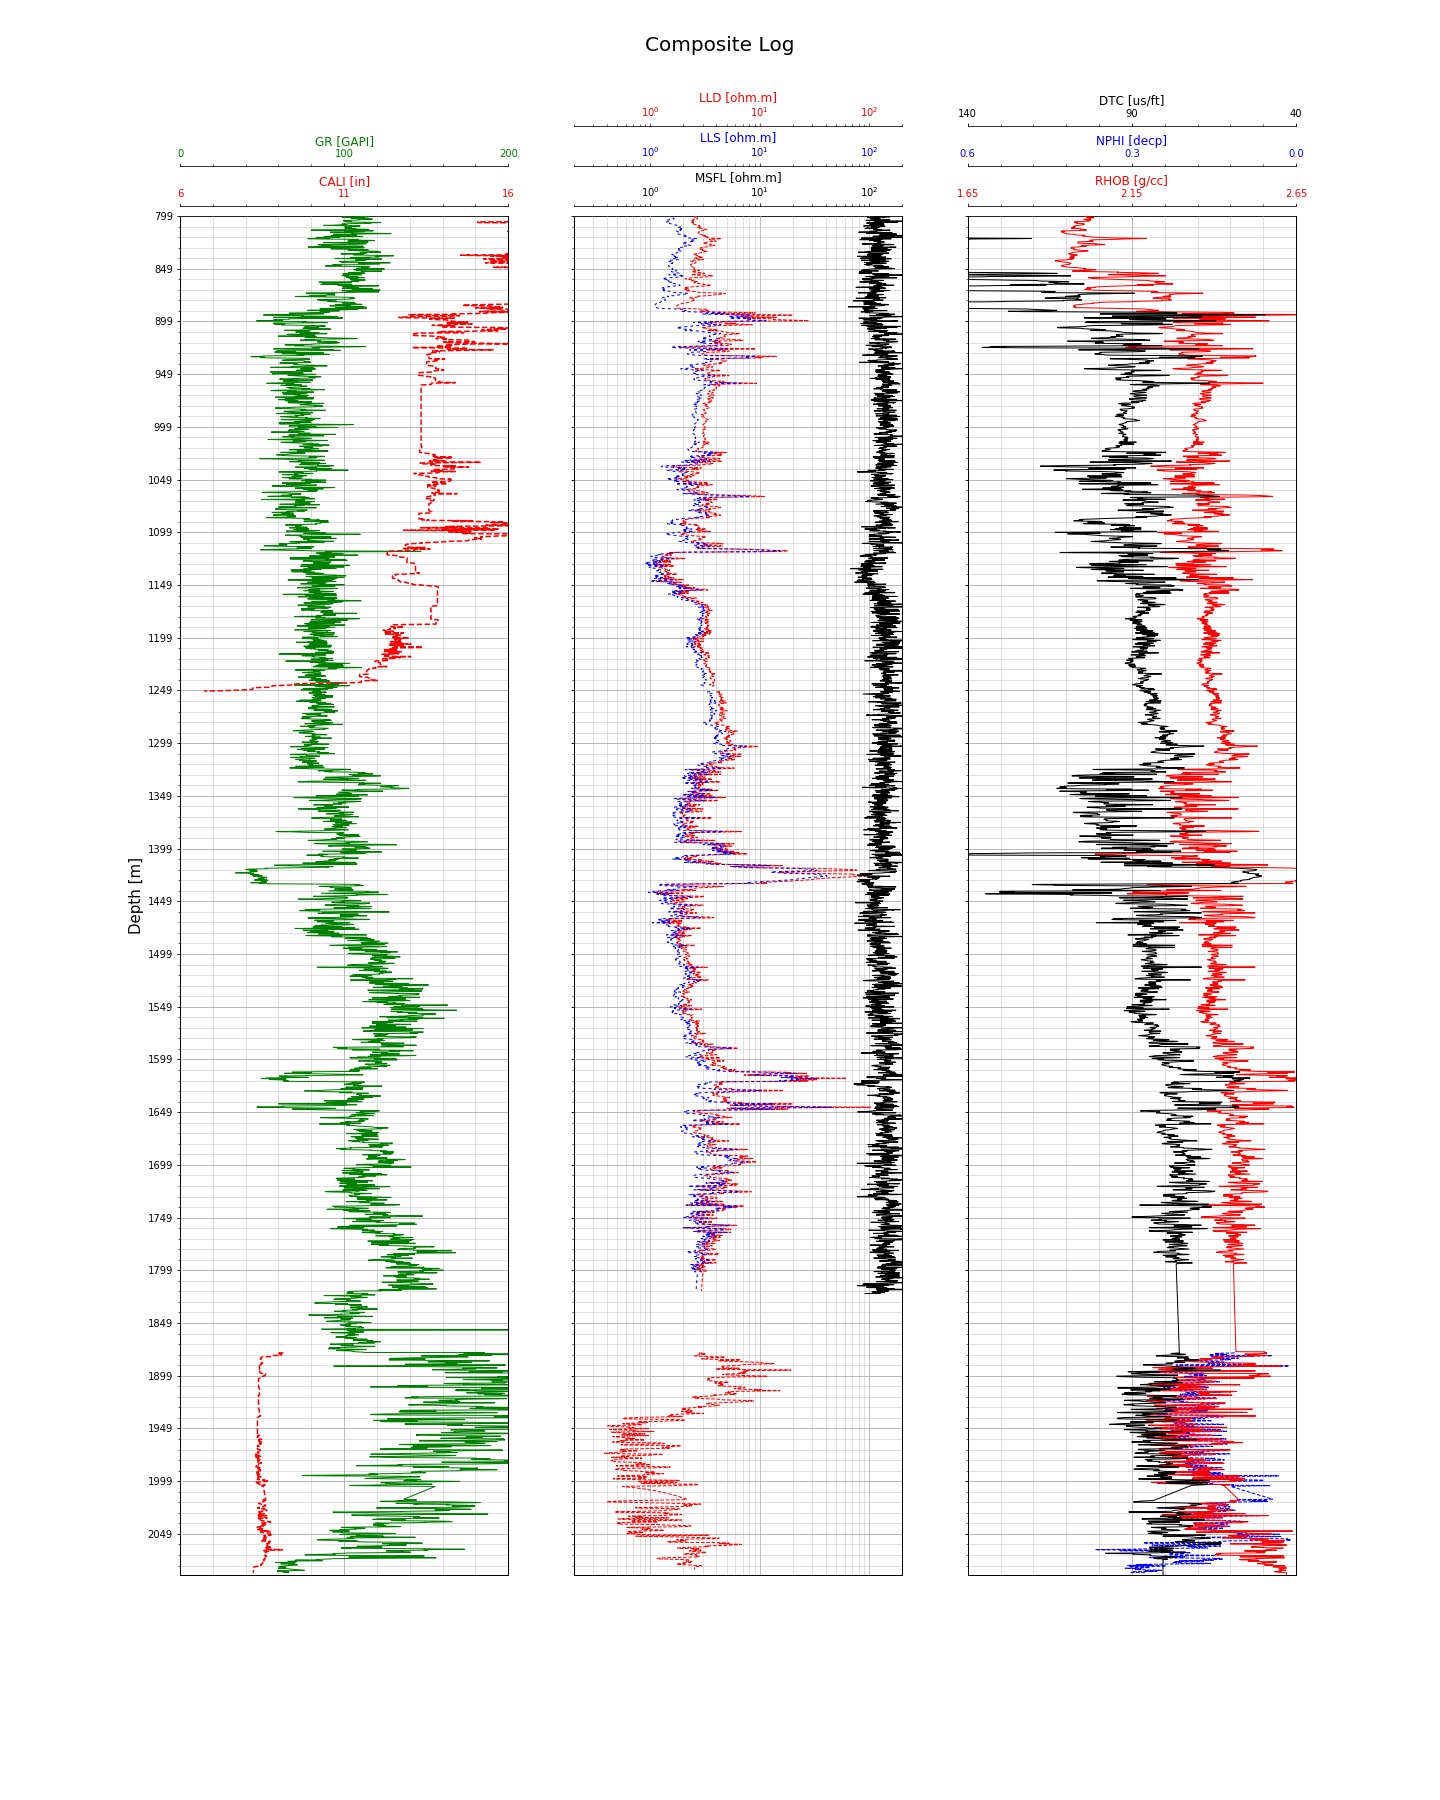 Composite Log
LLD [ohm.m]
10⁰ 10¹ 10²
DTC [us/ft]
140 90 40
LLS [ohm.m]
10⁰ 10¹ 10²
GR [GAPI]
0 100 200
NPHI [decp]
0.6 0.3 0.0
MSFL [ohm.m]
10⁰ 10¹ 10²
CALI [in]
6 11 16
RHOB [g/cc]
1.65 2.15 2.65
Depth [m]
799
849
899
949
999
1049
1099
1149
1199
1249
1299
1349
1399
1449
1499
1549
1599
1649
1699
1749
1799
1849
1899
1949
1999
2049